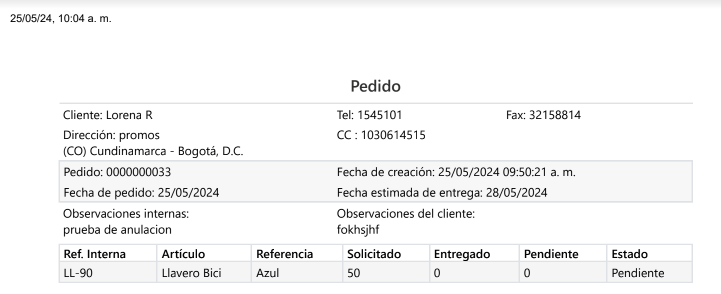 25/05/24, 10:04 a. m.
Pedido
Cliente: Lorena R Tel: 1545101 Fax: 32158814
Dirección: promos CC : 1030614515
(CO) Cundinamarca - Bogotá, D.C.
Pedido: 0000000033 Fecha de creación: 25/05/2024 09:50:21 a. m.
Fecha de pedido: 25/05/2024 Fecha estimada de entrega: 28/05/2024
Observaciones internas: Observaciones del cliente:
prueba de anulacion fokhsjhf
Ref. Interna Artículo Referencia Solicitado Entregado Pendiente Estado
LL-90 Llavero Bici Azul 50 0 0 Pendiente